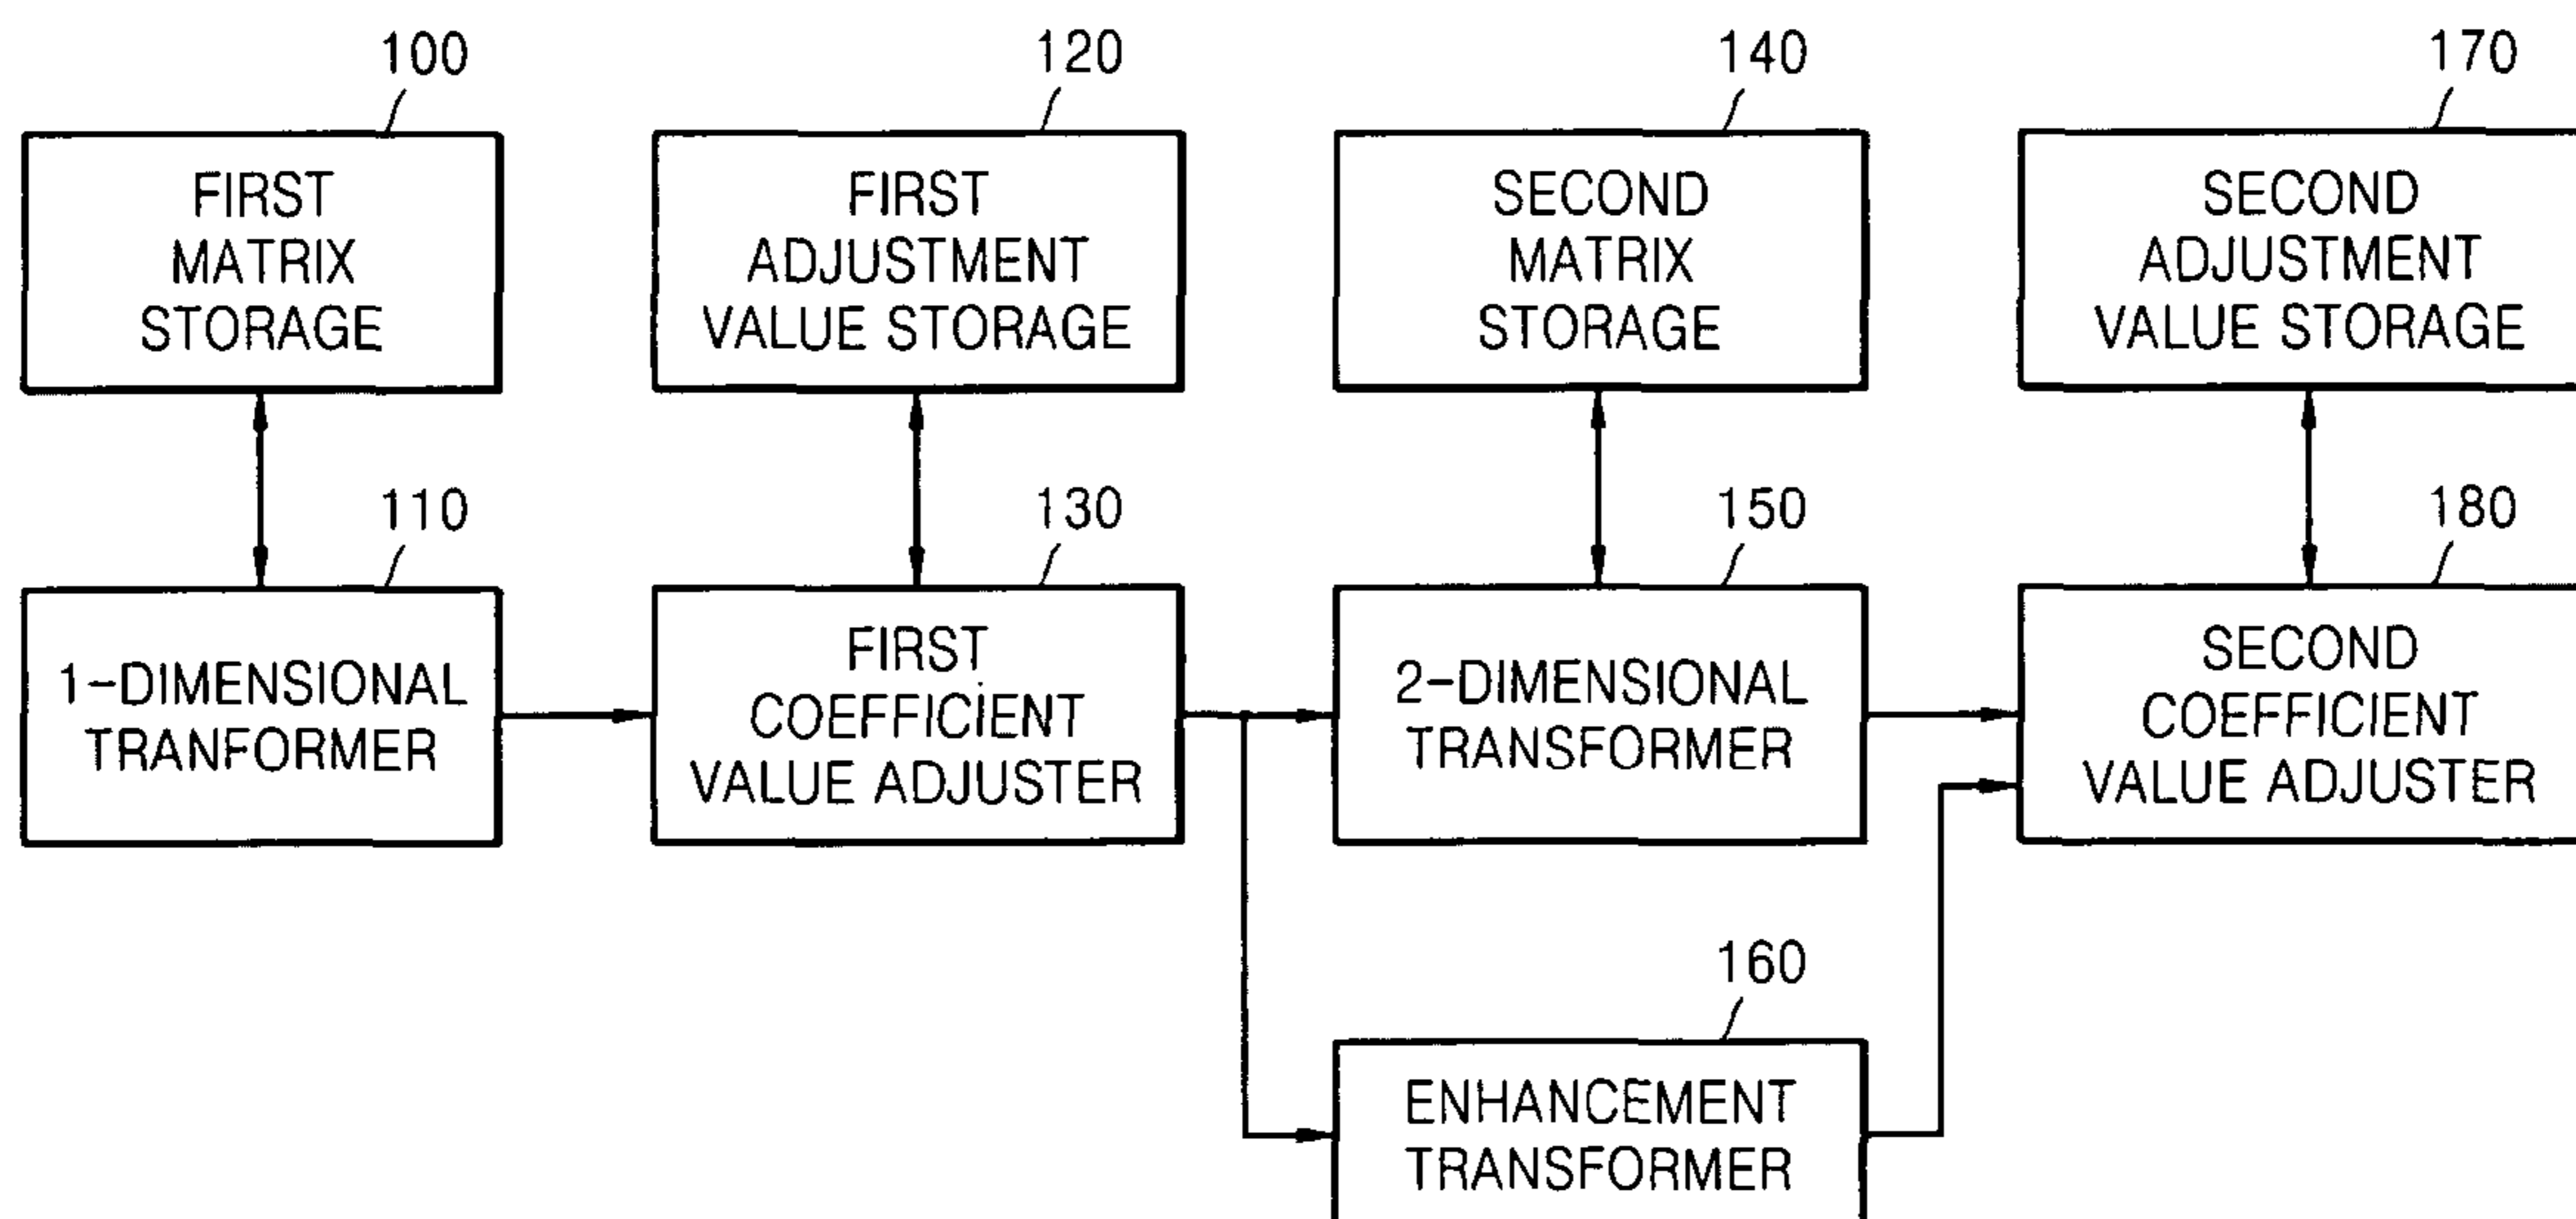 100
120
140
170
FIRST
MATRIX
STORAGE
FIRST
ADJUSTMENT
VALUE STORAGE
SECOND
MATRIX
STORAGE
SECOND
ADJUSTMENT
VALUE STORAGE
110
130
150
180
1-DIMENSIONAL
TRANFORMER
FIRST
COEFFICIENT
VALUE ADJUSTER
2-DIMENSIONAL
TRANSFORMER
SECOND
COEFFICIENT
VALUE ADJUSTER
160
ENHANCEMENT
TRANSFORMER